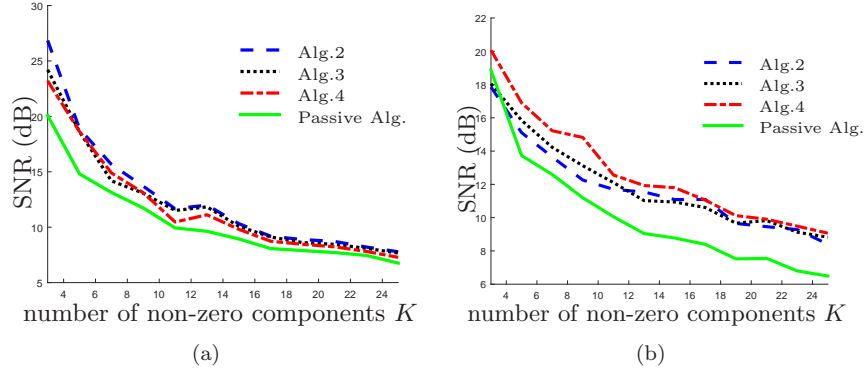 30
25
20
15
10
5
SNR (dB)
Alg.2
Alg.3
Alg.4
Passive Alg.
4 6 8 10 12 14 16 18 20 22 24
number of non-zero components K
(a)
22
20
18
16
14
12
10
8
6
SNR (dB)
Alg.2
Alg.3
Alg.4
Passive Alg.
4 6 8 10 12 14 16 18 20 22 24
number of non-zero components K
(b)